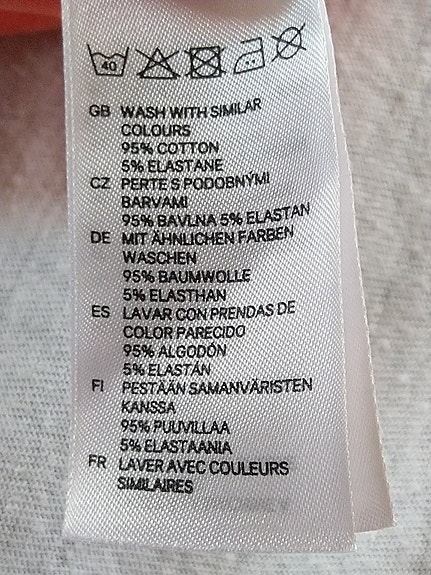 40
GB WASH WITH SIMILAR
COLOURS
95% COTTON
5% ELASTANE
CZ PERTE S PODOBNÝMI
BARVAMI
95% BAVLNA 5% ELASTAN
DE MIT ÄHNLICHEN FARBEN
WASCHEN
95% BAUMWOLLE
5% ELASTHAN
ES LAVAR CON PRENDAS DE
COLOR PARECIDO
95% ALGODÓN
5% ELASTÁN
FI PESTÄÄN SAMANVÄRISTEN
KANSSA
95% PUUVILLAA
5% ELASTAANIA
FR LAVER AVEC COULEURS
SIMILAIRES